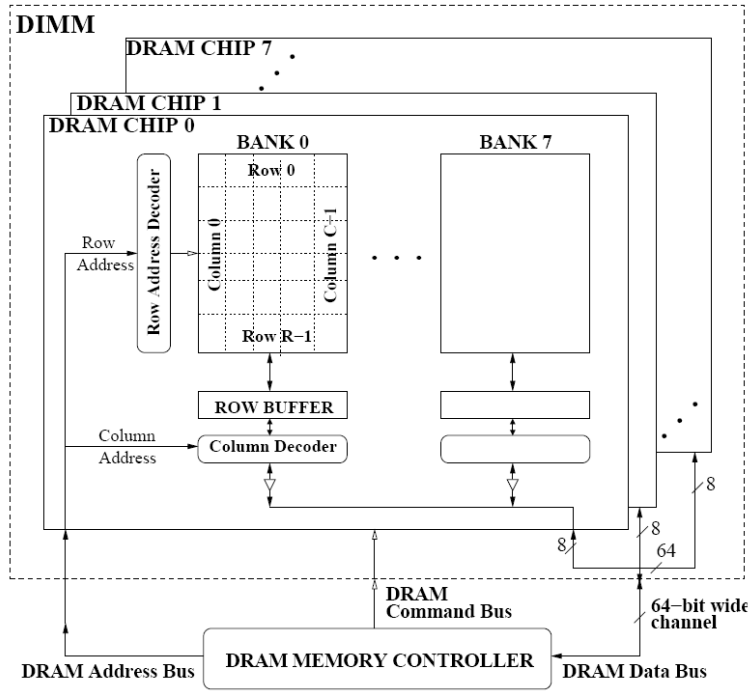 DIMM
DRAM CHIP 7
DRAM CHIP 1
DRAM CHIP 0
BANK 0
BANK 7
Row Address Decoder
Row 0
Column 0
Column C−1
Row R−1
Row
Address
ROW BUFFER
Column
Address
Column Decoder
8
8
8
64
DRAM
Command Bus
64−bit wide
channel
DRAM Address Bus
DRAM MEMORY CONTROLLER
DRAM Data Bus